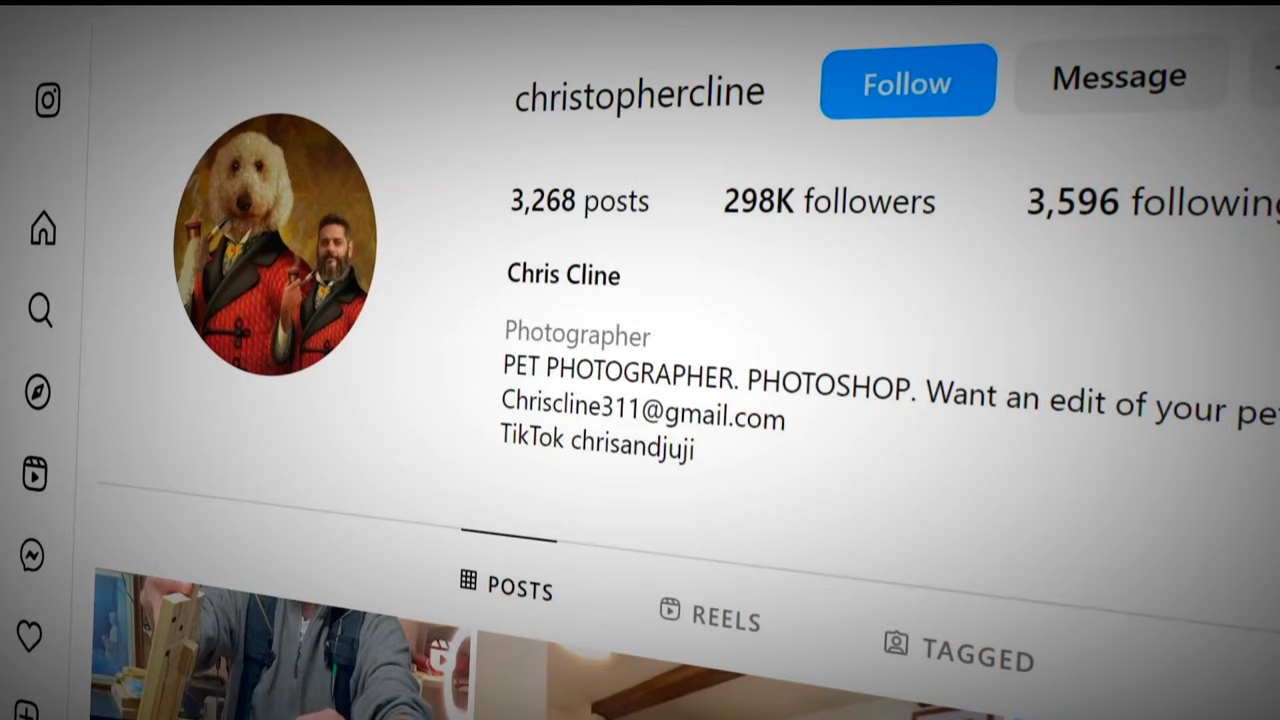 christophercline Follow Message
3,268 posts 298K followers 3,596 following
Chris Cline
Photographer
PET PHOTOGRAPHER. PHOTOSHOP. Want an edit of your pe
Chriscline311@gmail.com
TikTok chrisandjuji
POSTS REELS TAGGED